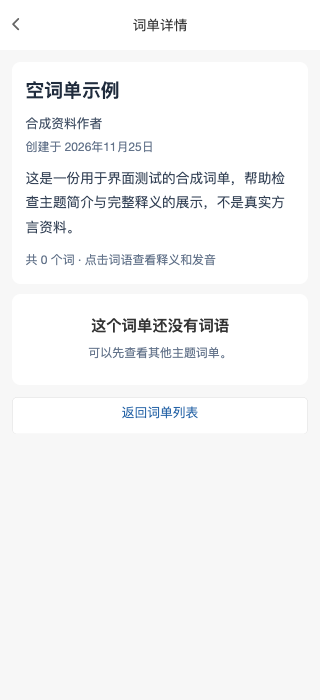 词单详情
空词单示例
合成资料作者
创建于 2026年11月25日
这是一份用于界面测试的合成词单，帮助检
查主题简介与完整释义的展示，不是真实方
言资料。
共 0 个词 · 点击词语查看释义和发音
这个词单还没有词语
可以先查看其他主题词单。
返回词单列表